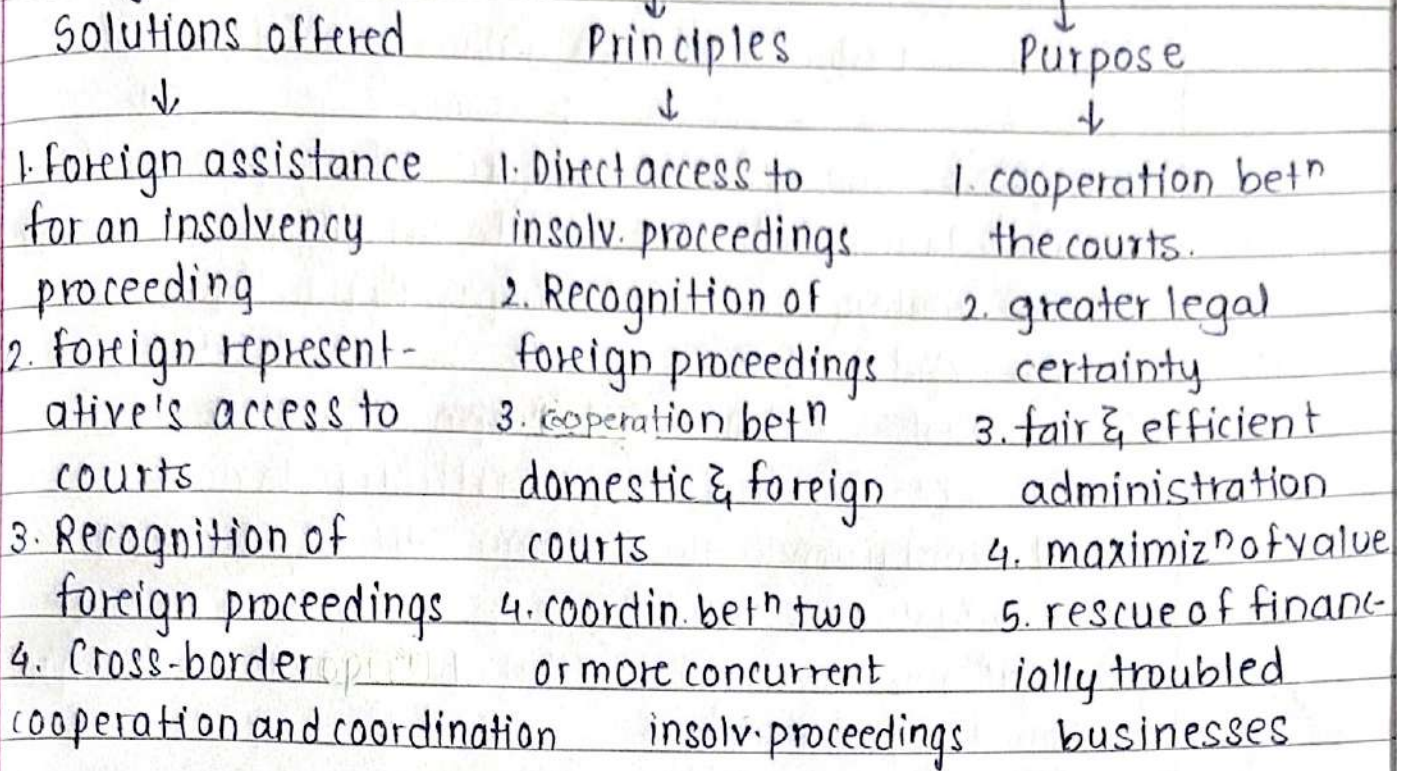 Solutions offered
↓
1. Foreign assistance
for an insolvency
proceeding
2. Foreign represent-
ative's access to
courts
3. Recognition of
foreign proceedings
4. Cross-border
cooperation and coordination
Principles
↓
1. Direct access to
insolv. proceedings
2. Recognition of
foreign proceedings
3. cooperation betn
domestic & foreign
courts
4. coordin. betn two
or more concurrent
insolv. proceedings
Purpose
↓
1. cooperation betn
the courts.
2. greater legal
certainty
3. fair & efficient
administration
4. maximizn of value
5. rescue of financ-
ially troubled
businesses